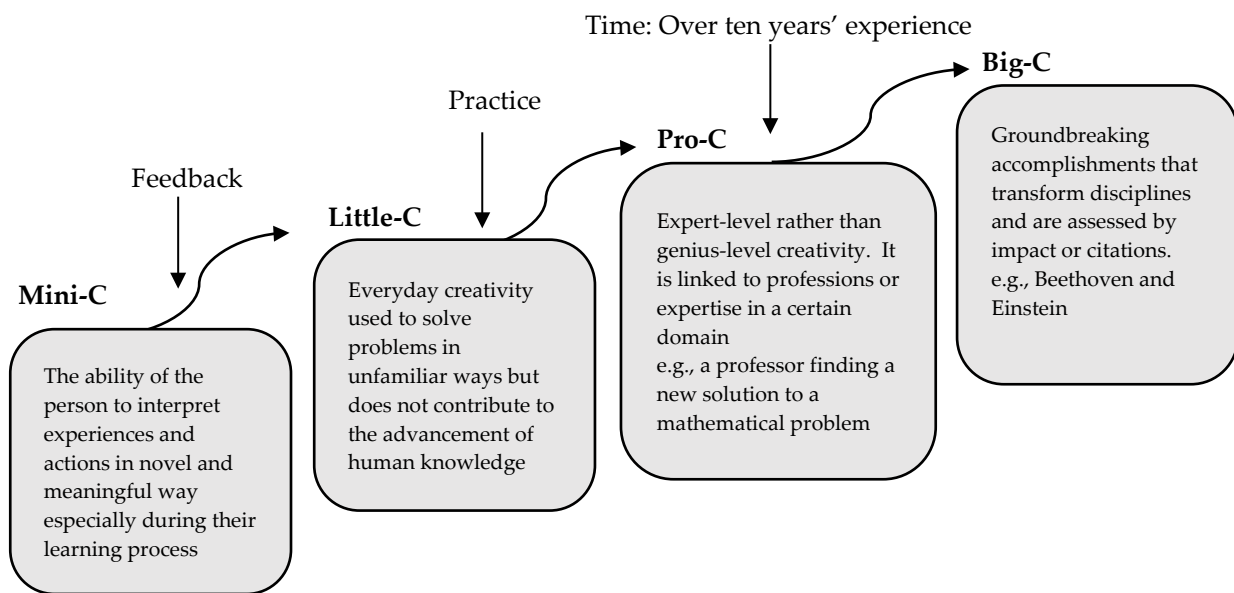 Mini-C
The ability of the
person to interpret
experiences and
actions in novel and
meaningful way
especially during their
learning process
Feedback
Little-C
Everyday creativity
used to solve
problems in
unfamiliar ways but
does not contribute to
the advancement of
human knowledge
Practice
Pro-C
Expert-level rather than
genius-level creativity.  It
is linked to professions or
expertise in a certain
domain
e.g., a professor finding a
new solution to a
mathematical problem
Time: Over ten years’ experience
Big-C
Groundbreaking
accomplishments that
transform disciplines
and are assessed by
impact or citations.
e.g., Beethoven and
Einstein